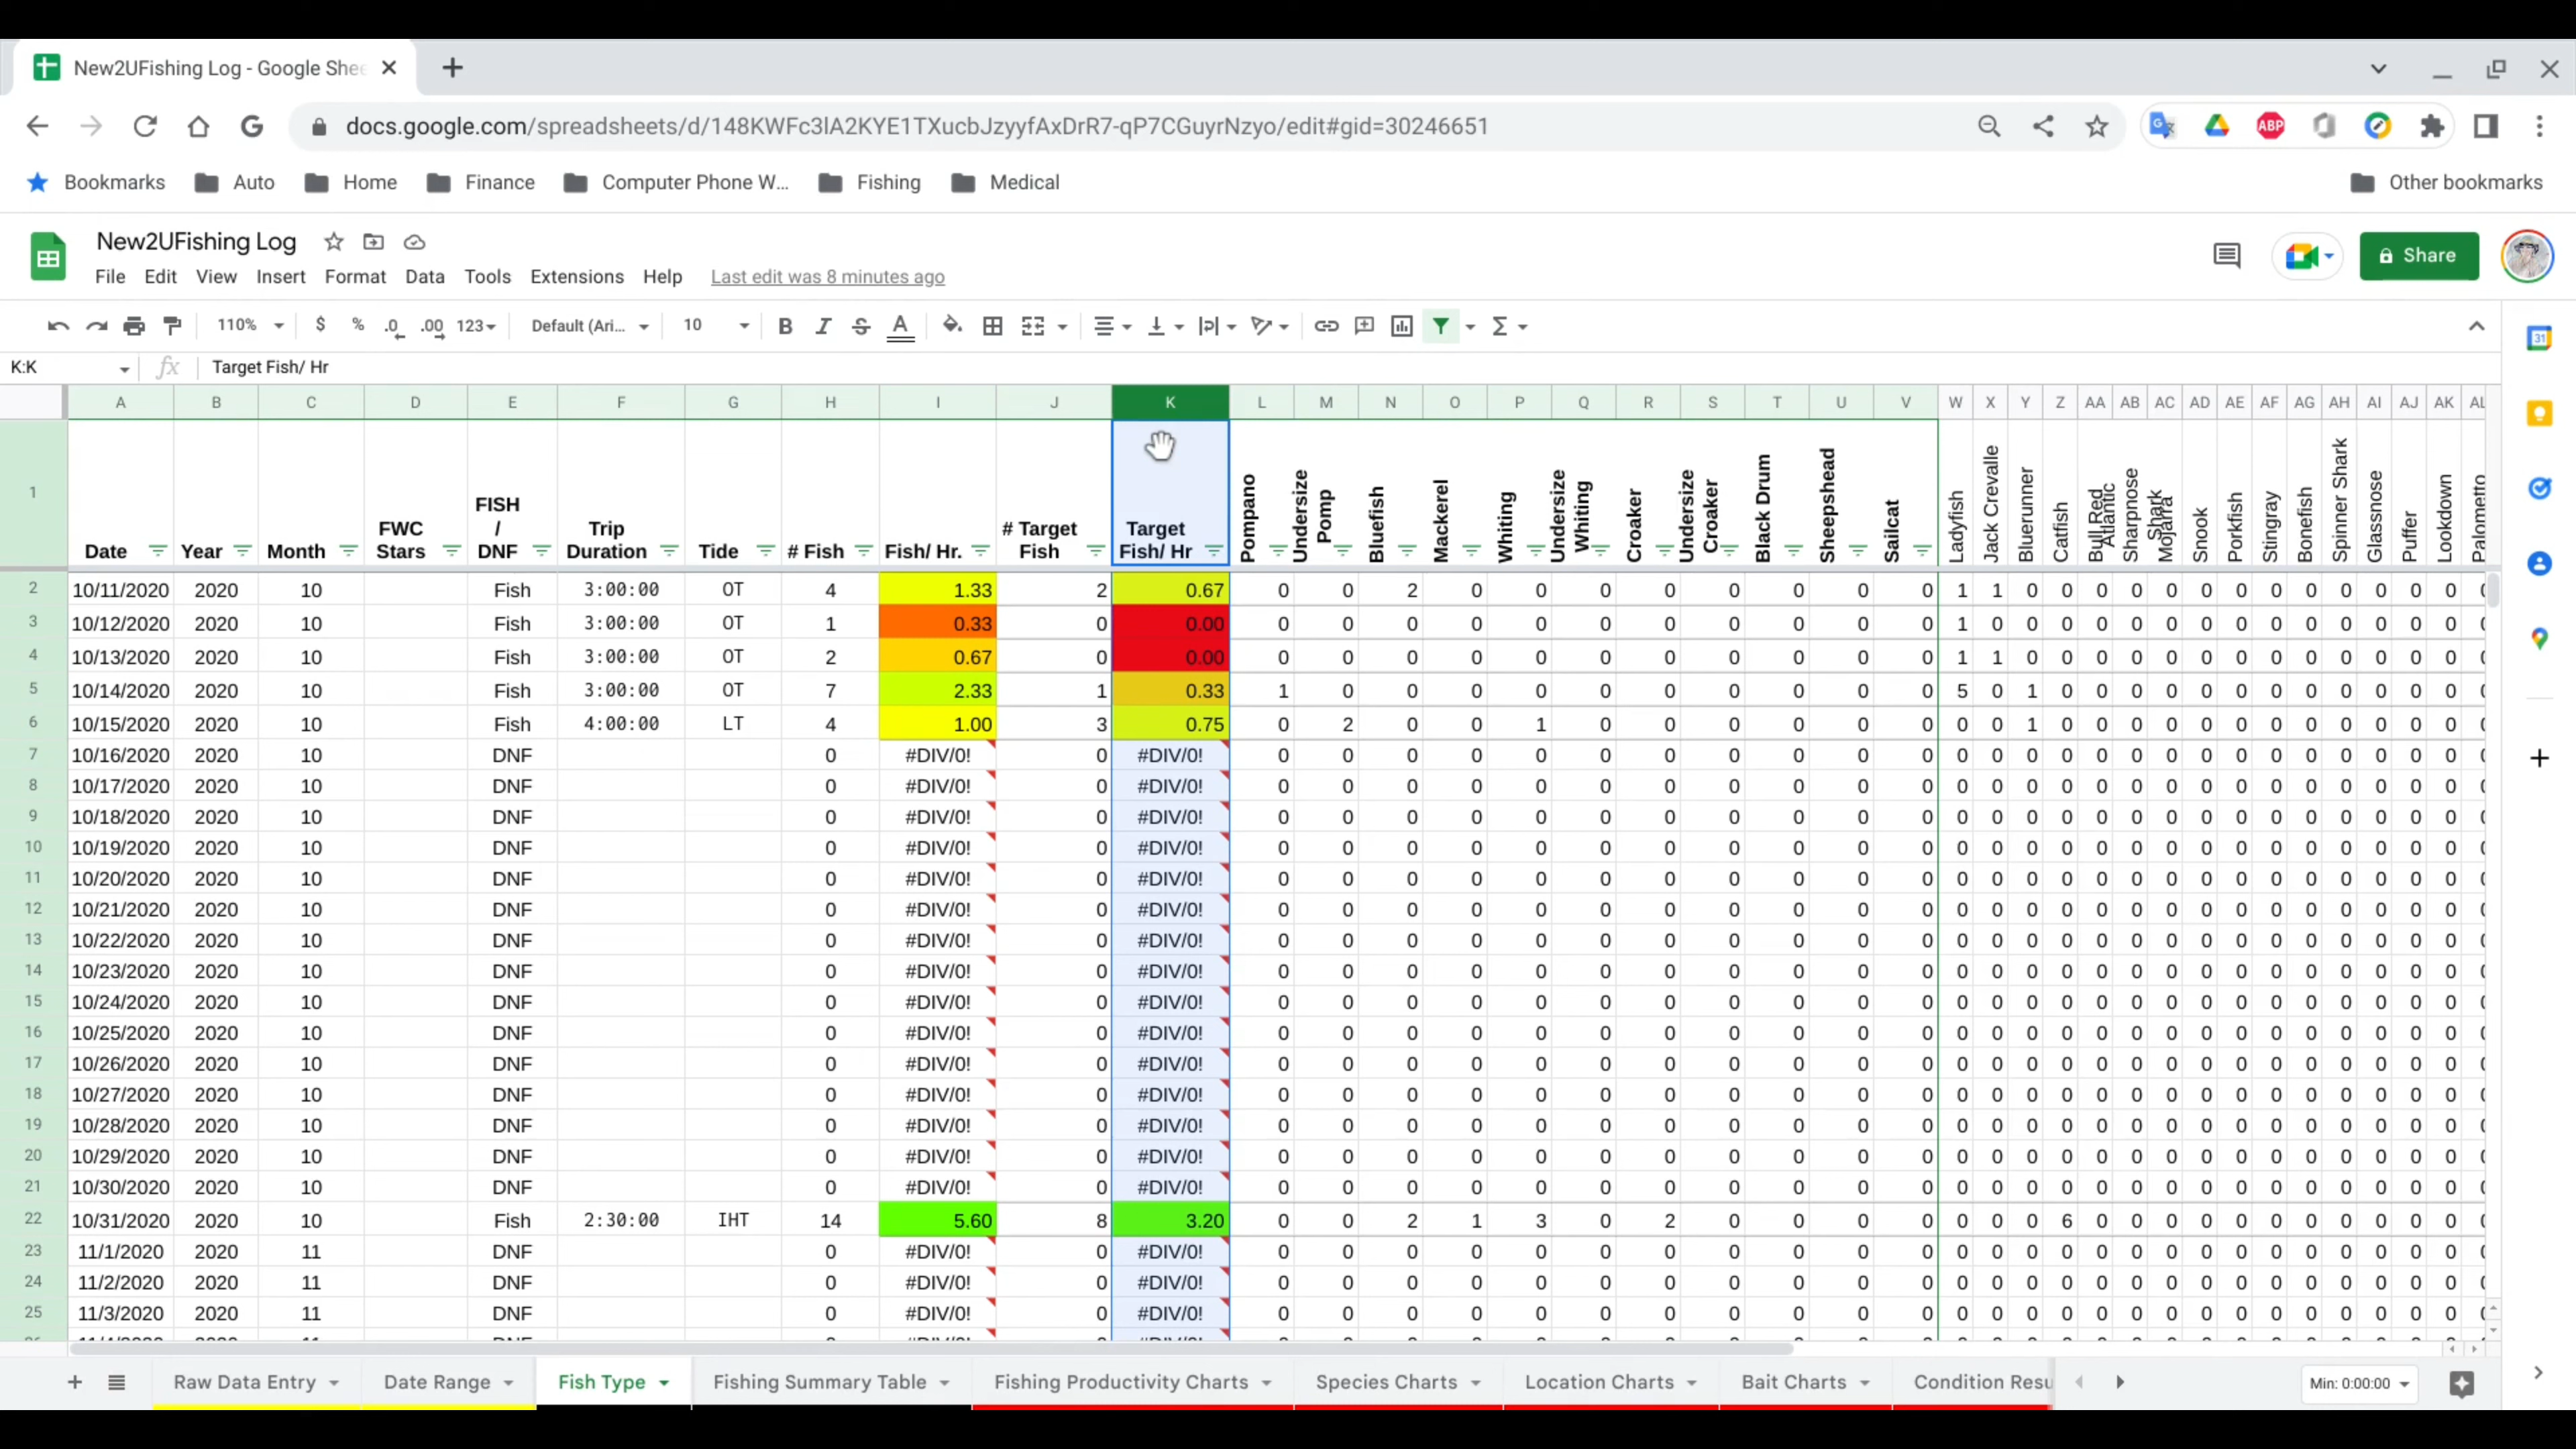 New2UFishing Log - Google Shee
docs.google.com/spreadsheets/d/148KWFc3lA2KYE1TXucbJzyyfAxDrR7-qP7CGuyrNzyo/edit#gid=30246651
ABP
Bookmarks Auto Home Finance Computer Phone W... Fishing Medical Other bookmarks
New2UFishing Log
File Edit View Insert Format Data Tools Extensions Help Last edit was 8 minutes ago
Share
110% $ % .0 .00 123 Default (Ari... 10 B I S A
K:K fx Target Fish/ Hr
31
A B C D E F G H I J K L M N O P Q R S T U V W X Y Z AA AB AC AD AE AF AG AH AI AJ AK AL
1 Date Year Month FWC Stars FISH / DNF Trip Duration Tide # Fish Fish/ Hr. # Target Fish Target Fish/ Hr Pompano Undersize Pomp Bluefish Mackerel Whiting Undersize Whiting Croaker Undersize Croaker Black Drum Sheepshead Sailcat Ladyfish Jack Crevalle Bluerunner Catfish Bull Red Atlantic Sharpnose Shark Mojarra Snook Porkfish Stingray Bonefish Spinner Shark Glassnose Puffer Lookdown Palometto
2 10/11/2020 2020 10 Fish 3:00:00 OT 4 1.33 2 0.67 0 0 2 0 0 0 0 0 0 0 0 1 1 0 0 0 0 0 0 0 0 0 0 0 0 0
3 10/12/2020 2020 10 Fish 3:00:00 OT 1 0.33 0 0.00 0 0 0 0 0 0 0 0 0 0 0 1 0 0 0 0 0 0 0 0 0 0 0 0 0 0
4 10/13/2020 2020 10 Fish 3:00:00 OT 2 0.67 0 0.00 0 0 0 0 0 0 0 0 0 0 0 1 1 0 0 0 0 0 0 0 0 0 0 0 0 0
5 10/14/2020 2020 10 Fish 3:00:00 OT 7 2.33 1 0.33 1 0 0 0 0 0 0 0 0 0 0 5 0 1 0 0 0 0 0 0 0 0 0 0 0 0
6 10/15/2020 2020 10 Fish 4:00:00 LT 4 1.00 3 0.75 0 2 0 0 1 0 0 0 0 0 0 0 0 1 0 0 0 0 0 0 0 0 0 0 0 0
7 10/16/2020 2020 10 DNF 0 #DIV/0! 0 #DIV/0! 0 0 0 0 0 0 0 0 0 0 0 0 0 0 0 0 0 0 0 0 0 0 0 0 0 0
8 10/17/2020 2020 10 DNF 0 #DIV/0! 0 #DIV/0! 0 0 0 0 0 0 0 0 0 0 0 0 0 0 0 0 0 0 0 0 0 0 0 0 0 0
9 10/18/2020 2020 10 DNF 0 #DIV/0! 0 #DIV/0! 0 0 0 0 0 0 0 0 0 0 0 0 0 0 0 0 0 0 0 0 0 0 0 0 0 0
10 10/19/2020 2020 10 DNF 0 #DIV/0! 0 #DIV/0! 0 0 0 0 0 0 0 0 0 0 0 0 0 0 0 0 0 0 0 0 0 0 0 0 0 0
11 10/20/2020 2020 10 DNF 0 #DIV/0! 0 #DIV/0! 0 0 0 0 0 0 0 0 0 0 0 0 0 0 0 0 0 0 0 0 0 0 0 0 0 0
12 10/21/2020 2020 10 DNF 0 #DIV/0! 0 #DIV/0! 0 0 0 0 0 0 0 0 0 0 0 0 0 0 0 0 0 0 0 0 0 0 0 0 0 0
13 10/22/2020 2020 10 DNF 0 #DIV/0! 0 #DIV/0! 0 0 0 0 0 0 0 0 0 0 0 0 0 0 0 0 0 0 0 0 0 0 0 0 0 0
14 10/23/2020 2020 10 DNF 0 #DIV/0! 0 #DIV/0! 0 0 0 0 0 0 0 0 0 0 0 0 0 0 0 0 0 0 0 0 0 0 0 0 0 0
15 10/24/2020 2020 10 DNF 0 #DIV/0! 0 #DIV/0! 0 0 0 0 0 0 0 0 0 0 0 0 0 0 0 0 0 0 0 0 0 0 0 0 0 0
16 10/25/2020 2020 10 DNF 0 #DIV/0! 0 #DIV/0! 0 0 0 0 0 0 0 0 0 0 0 0 0 0 0 0 0 0 0 0 0 0 0 0 0 0
17 10/26/2020 2020 10 DNF 0 #DIV/0! 0 #DIV/0! 0 0 0 0 0 0 0 0 0 0 0 0 0 0 0 0 0 0 0 0 0 0 0 0 0 0
18 10/27/2020 2020 10 DNF 0 #DIV/0! 0 #DIV/0! 0 0 0 0 0 0 0 0 0 0 0 0 0 0 0 0 0 0 0 0 0 0 0 0 0 0
19 10/28/2020 2020 10 DNF 0 #DIV/0! 0 #DIV/0! 0 0 0 0 0 0 0 0 0 0 0 0 0 0 0 0 0 0 0 0 0 0 0 0 0 0
20 10/29/2020 2020 10 DNF 0 #DIV/0! 0 #DIV/0! 0 0 0 0 0 0 0 0 0 0 0 0 0 0 0 0 0 0 0 0 0 0 0 0 0 0
21 10/30/2020 2020 10 DNF 0 #DIV/0! 0 #DIV/0! 0 0 0 0 0 0 0 0 0 0 0 0 0 0 0 0 0 0 0 0 0 0 0 0 0 0
22 10/31/2020 2020 10 Fish 2:30:00 IHT 14 5.60 8 3.20 0 0 2 1 3 0 2 0 0 0 0 0 0 0 6 0 0 0 0 0 0 0 0 0 0 0
23 11/1/2020 2020 11 DNF 0 #DIV/0! 0 #DIV/0! 0 0 0 0 0 0 0 0 0 0 0 0 0 0 0 0 0 0 0 0 0 0 0 0 0 0
24 11/2/2020 2020 11 DNF 0 #DIV/0! 0 #DIV/0! 0 0 0 0 0 0 0 0 0 0 0 0 0 0 0 0 0 0 0 0 0 0 0 0 0 0
25 11/3/2020 2020 11 DNF 0 #DIV/0! 0 #DIV/0! 0 0 0 0 0 0 0 0 0 0 0 0 0 0 0 0 0 0 0 0 0 0 0 0 0 0
Raw Data Entry Date Range Fish Type Fishing Summary Table Fishing Productivity Charts Species Charts Location Charts Bait Charts Condition Resu Min: 0:00:00